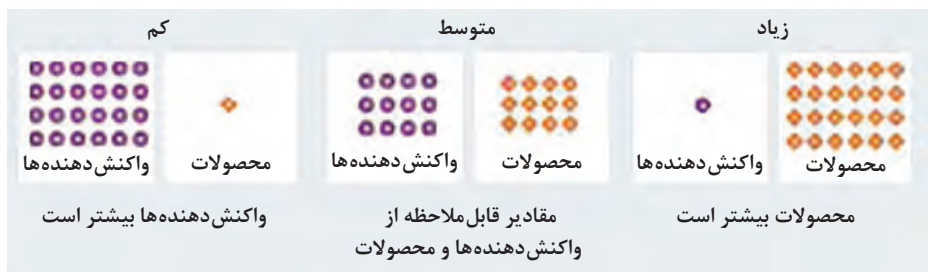 زیاد
متوسط
کم
واکنش‌دهنده‌ها
محصولات
واکنش‌دهنده‌ها
محصولات
واکنش‌دهنده‌ها
محصولات
محصولات بیشتر است
مقادیر قابل‌ملاحظه از
واکنش‌دهنده‌ها و محصولات
واکنش‌دهنده‌ها بیشتر است